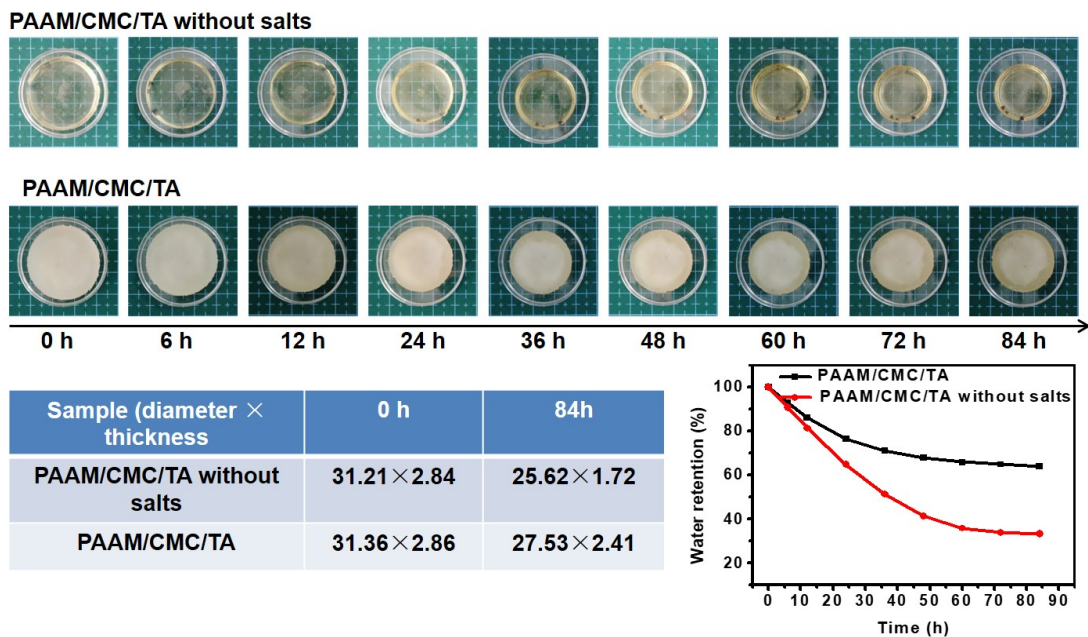 PAAM/CMC/TA without salts
PAAM/CMC/TA
0 h 6 h 12 h 24 h 36 h 48 h 60 h 72 h 84 h
Sample (diameter × thickness 0 h 84h
PAAM/CMC/TA without salts 31.21×2.84 25.62×1.72
PAAM/CMC/TA 31.36×2.86 27.53×2.41
PAAM/CMC/TA
PAAM/CMC/TA without salts
Water retention (%)
100
80
60
40
20
0 10 20 30 40 50 60 70 80 90
Time (h)